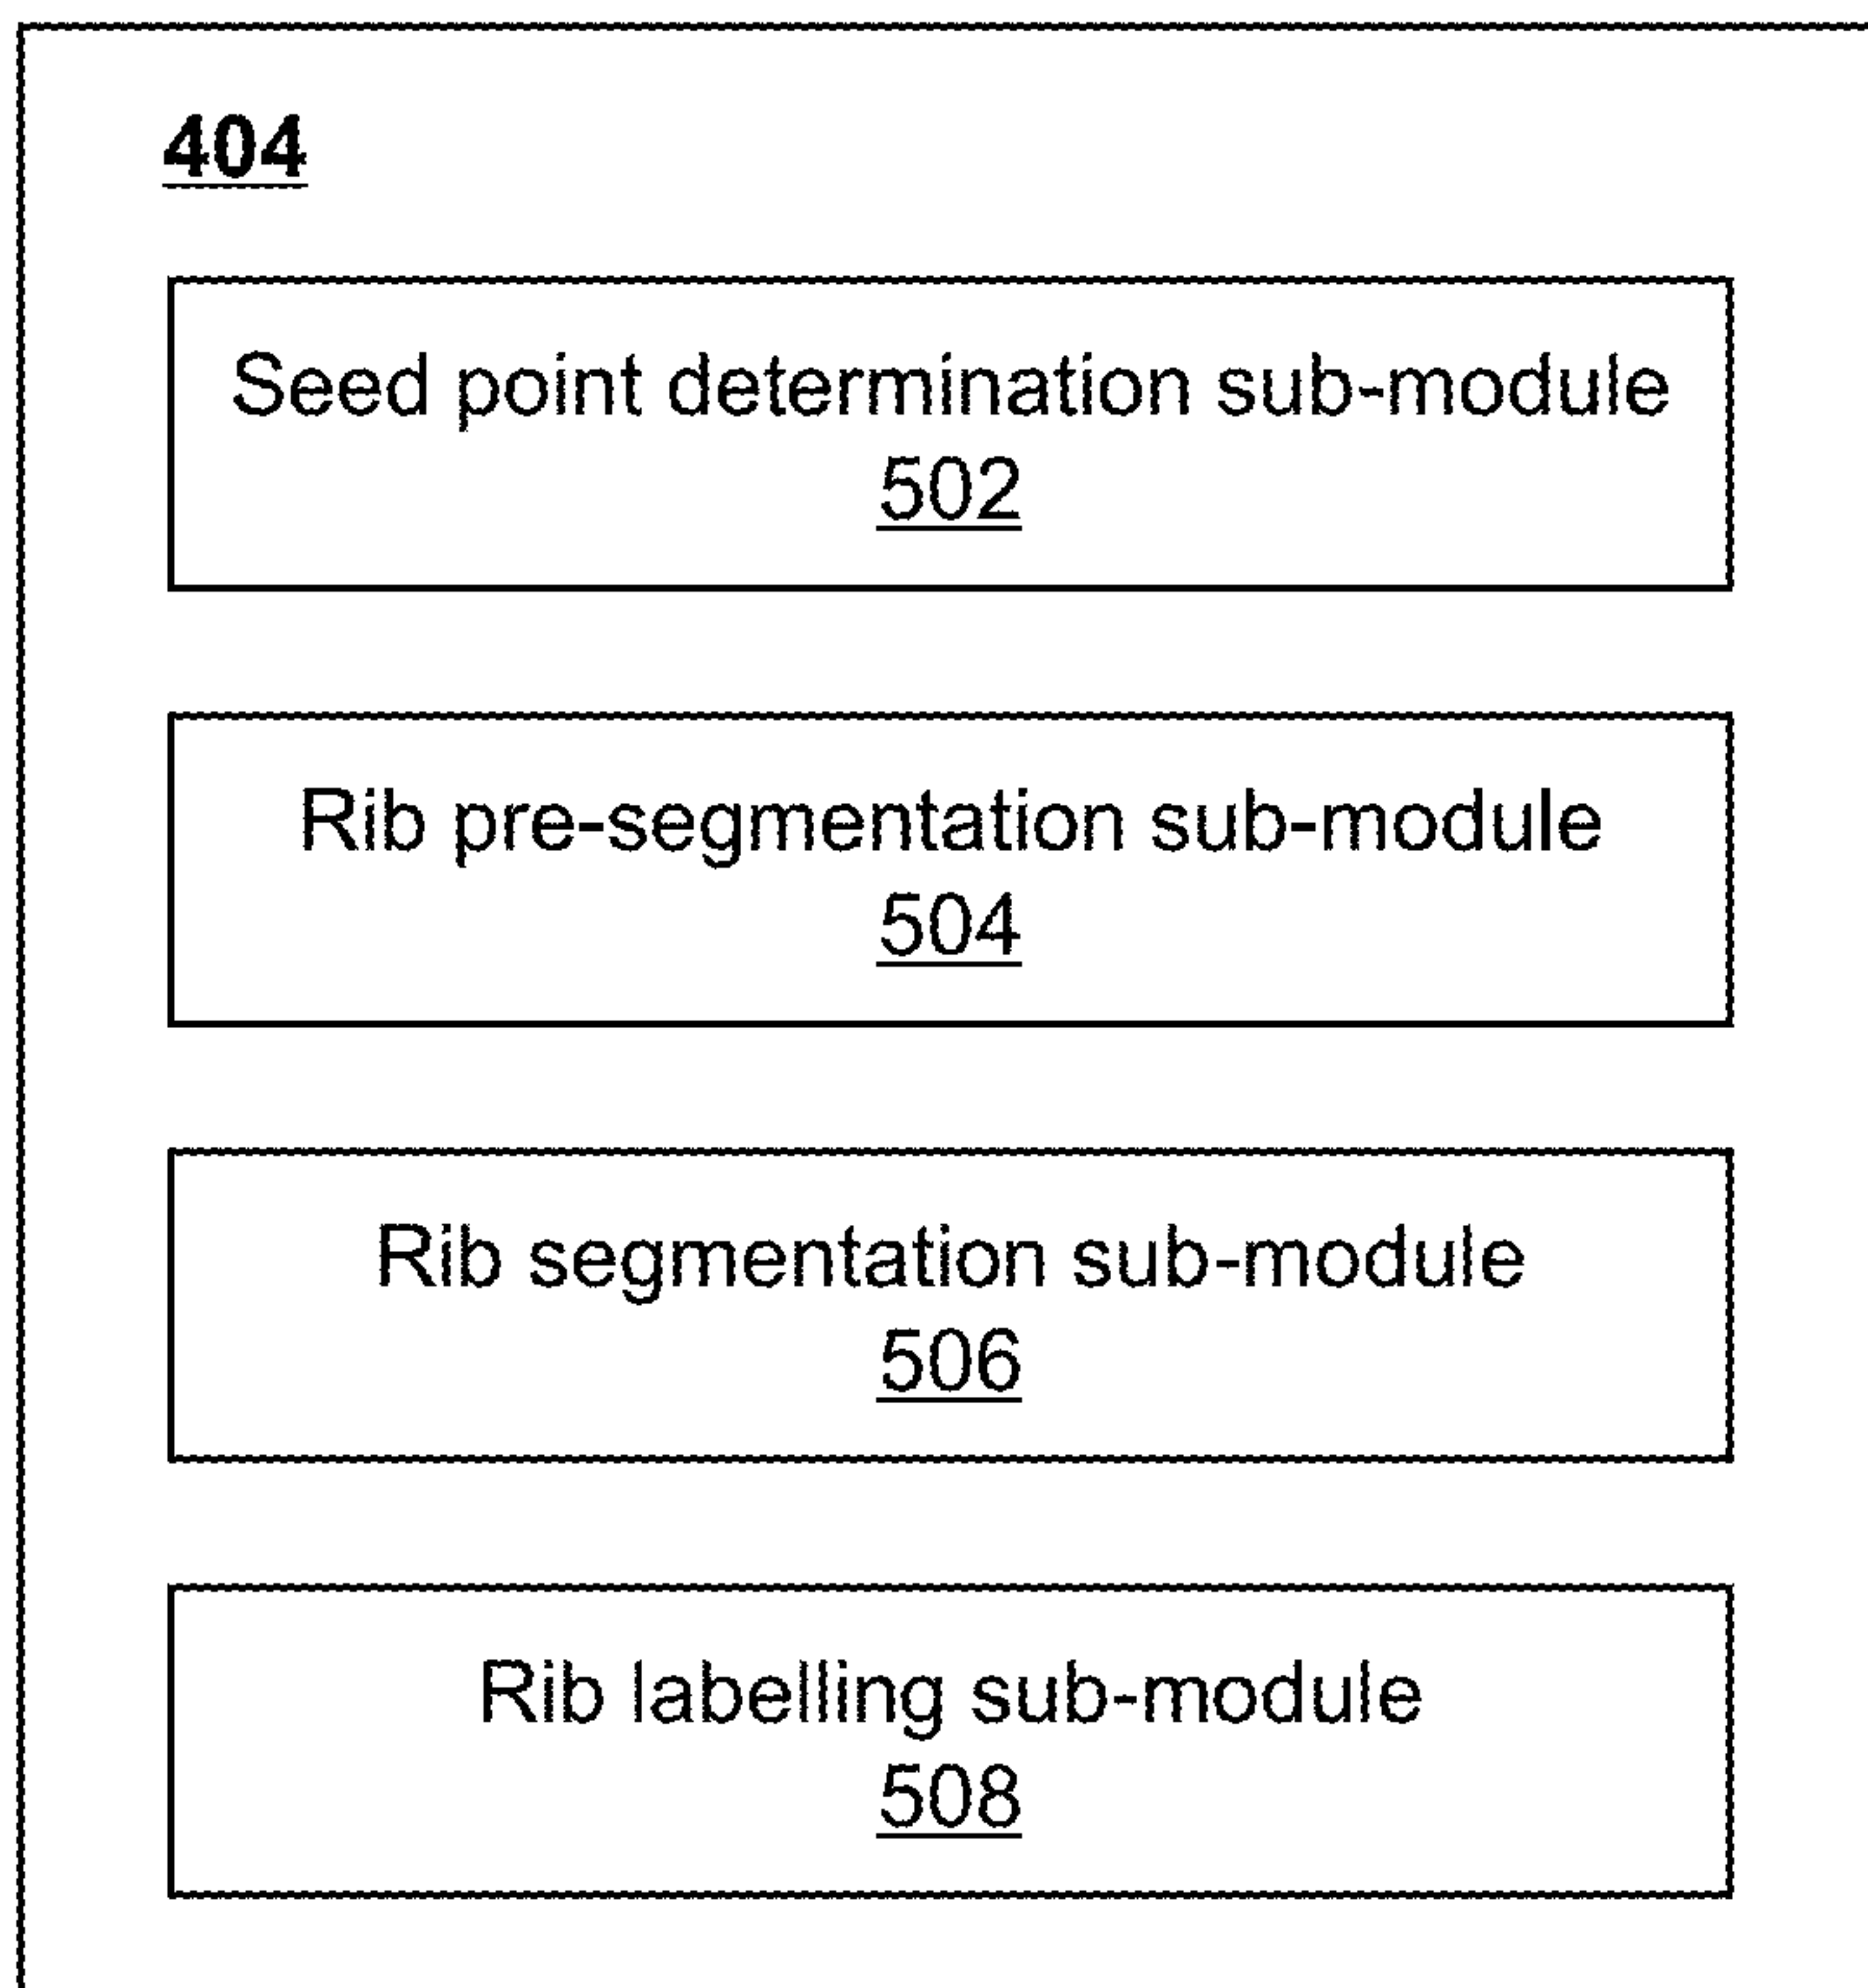 404
Seed point determination sub-module
502
Rib pre-segmentation sub-module
504
Rib segmentation sub-module
506
Rib labelling sub-module
508